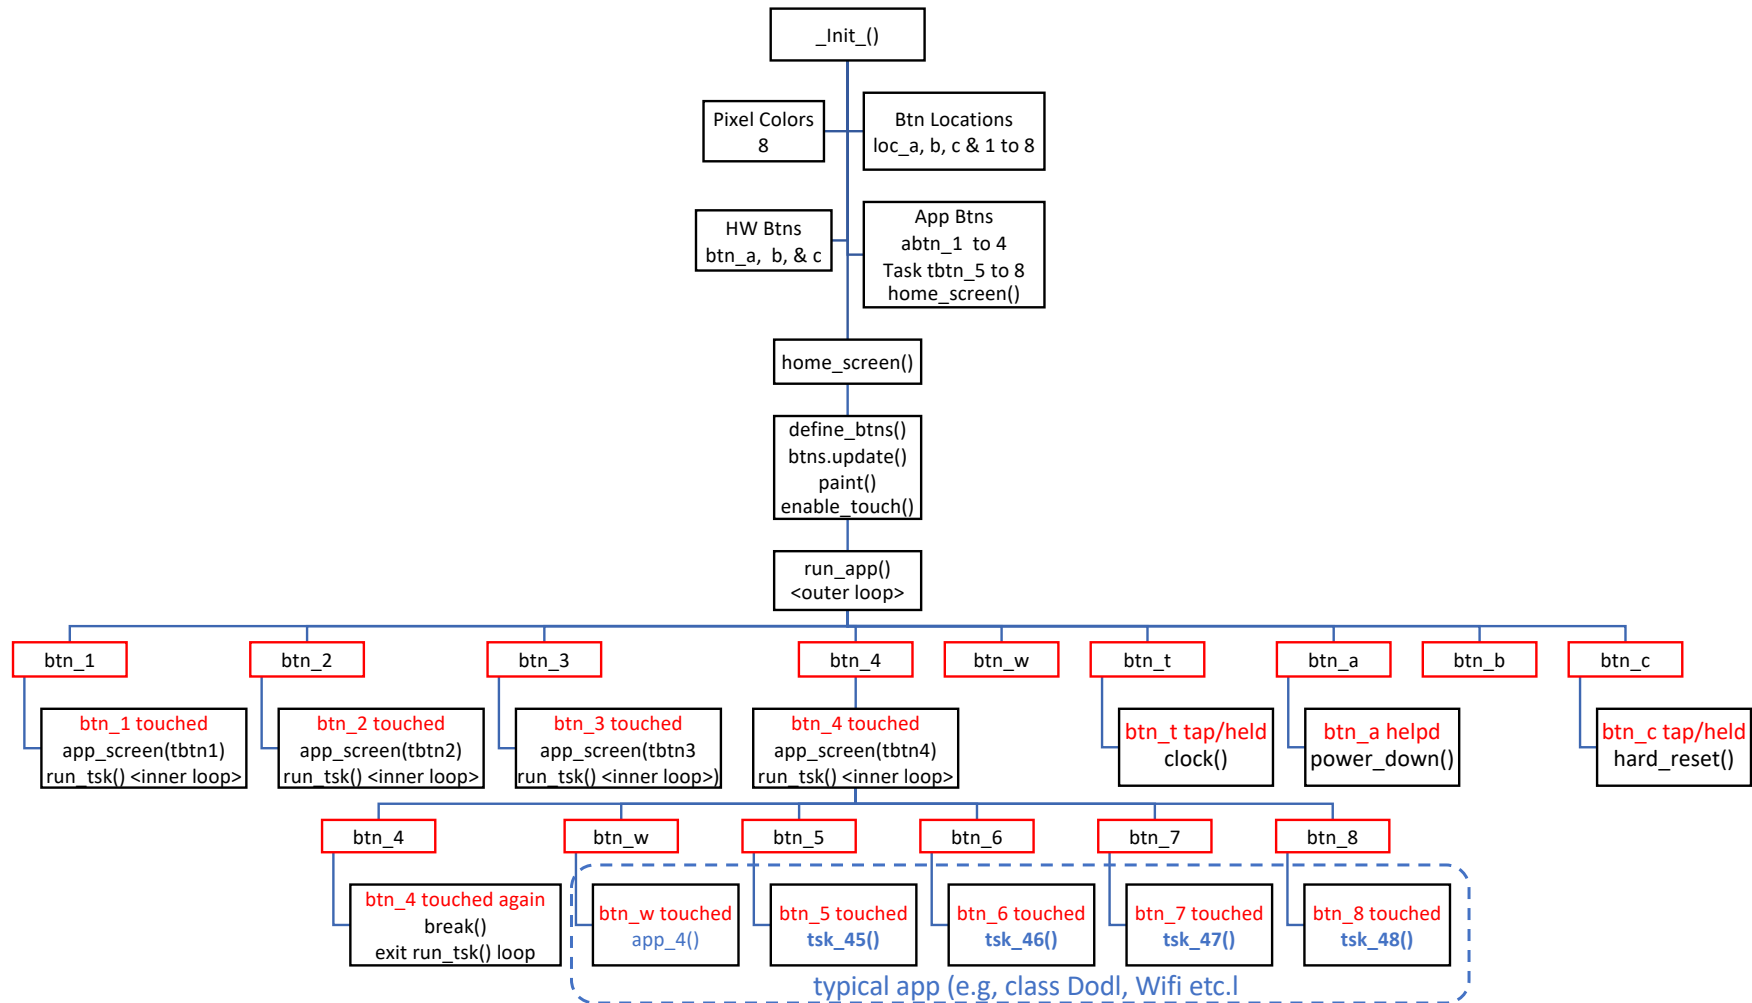 _Init_()
Pixel Colors
8
Btn Locations
loc_a, b, c & 1 to 8
HW Btns
btn_a, b, & c
App Btns
abtn_1 to 4
Task tbtn_5 to 8
home_screen()
home_screen()
define_btns()
btns.update()
paint()
enable_touch()
run_app()
<outer loop>
btn_1
btn_2
btn_3
btn_4
btn_w
btn_t
btn_a
btn_b
btn_c
btn_1 touched
app_screen(tbtn1)
run_tsk() <inner loop>
btn_2 touched
app_screen(tbtn2)
run_tsk() <inner loop>
btn_3 touched
app_screen(tbtn3
run_tsk() <inner loop>)
btn_4 touched
app_screen(tbtn4)
run_tsk() <inner loop>
btn_t tap/held
clock()
btn_a helpd
power_down()
btn_c tap/held
hard_reset()
btn_4
btn_w
btn_5
btn_6
btn_7
btn_8
btn_4 touched again
break()
exit run_tsk() loop
btn_w touched
app_4()
btn_5 touched
tsk_45()
btn_6 touched
tsk_46()
btn_7 touched
tsk_47()
btn_8 touched
tsk_48()
typical app (e.g, class Dodl, Wifi etc.l